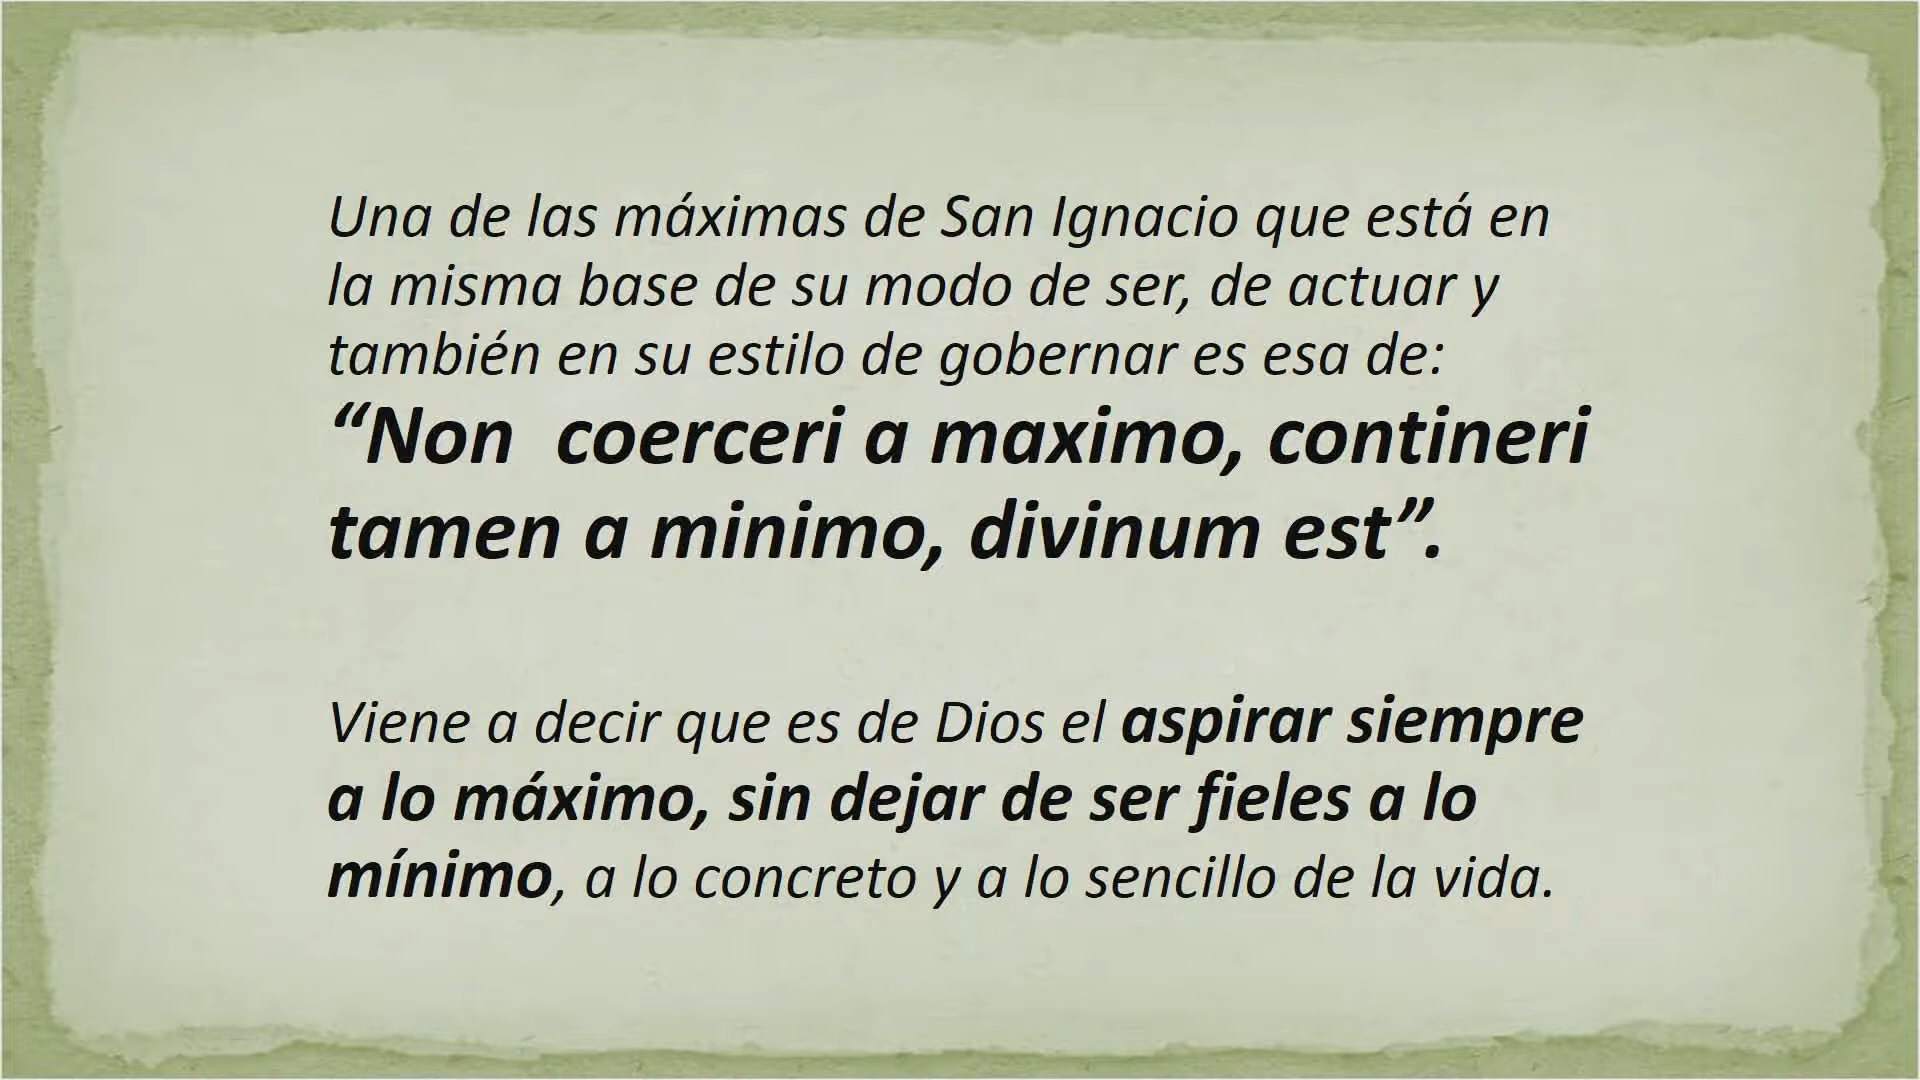 Una de las máximas de San Ignacio que está en
la misma base de su modo de ser, de actuar y
también en su estilo de gobernar es esa de:
“Non  coerceri a maximo, contineri
tamen a minimo, divinum est”.
Viene a decir que es de Dios el aspirar siempre
a lo máximo, sin dejar de ser fieles a lo
mínimo, a lo concreto y a lo sencillo de la vida.